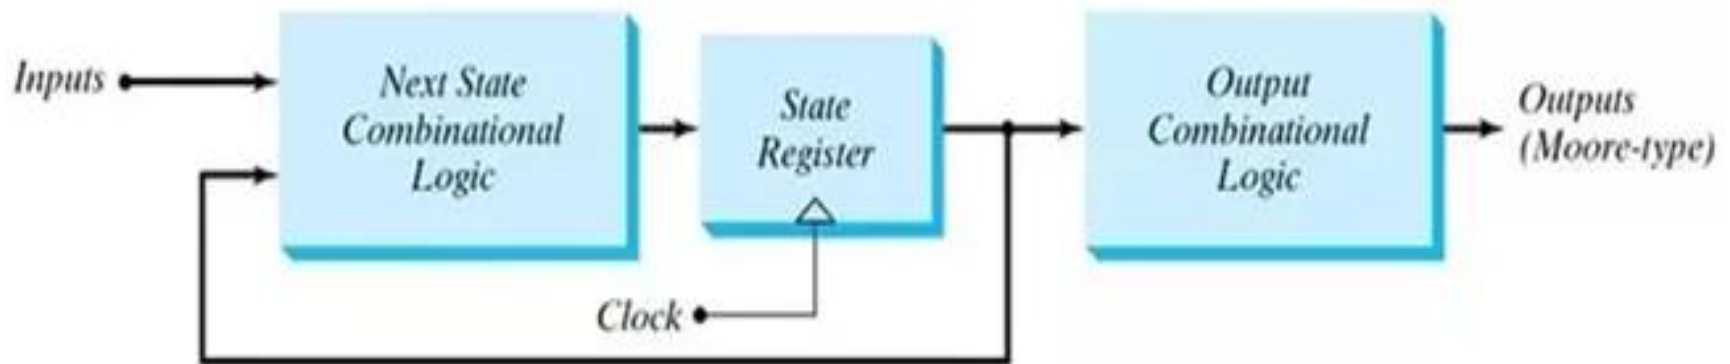 Inputs
Next State
Combinational
Logic
State
Register
Clock
Output
Combinational
Logic
Outputs
(Moore-type)